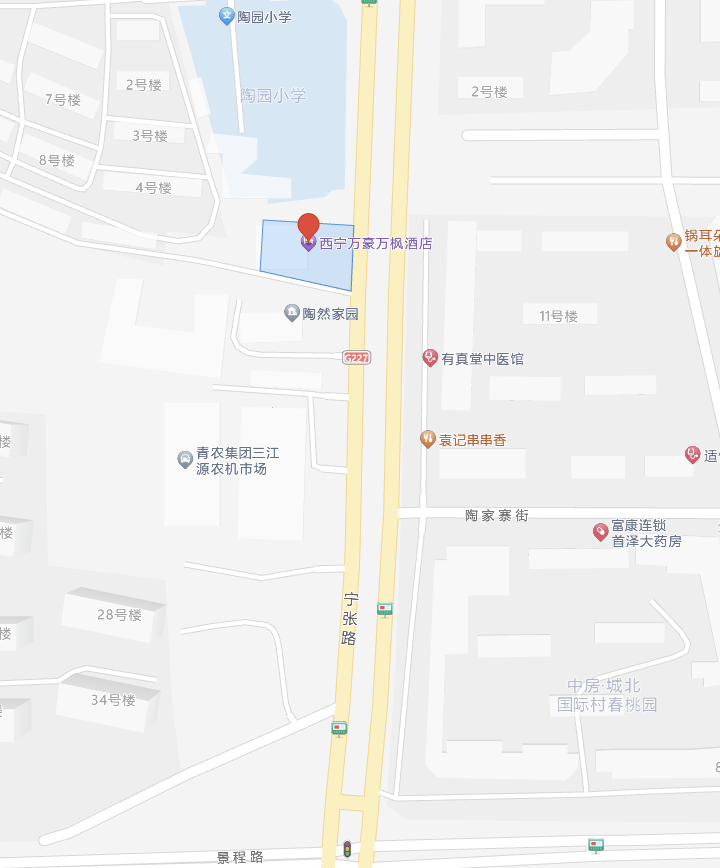 陶园小学
陶园小学
2号楼
7号楼
2号楼
3号楼
8号楼
4号楼
西宁万豪万枫酒店
锅耳朵
一体旗
陶然家园
11号楼
G227
有真堂中医馆
袁记串串香
楼
青农集团三江
源农机市场
陶家寨街
富康连锁
首泽大药房
楼
宁张路
28号楼
楼
中房·城北
国际村春桃园
34号楼
景程路